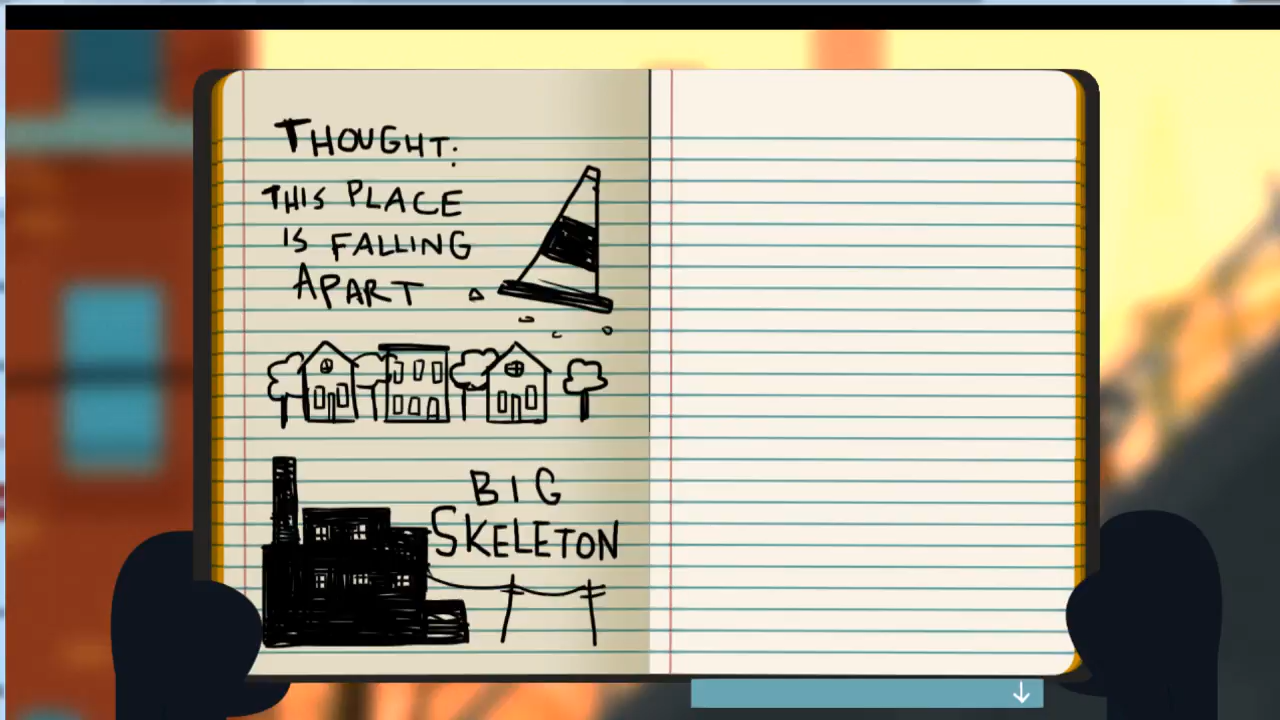 THOUGHT:
THIS PLACE
IS FALLING
APART
BIG
SKELETON